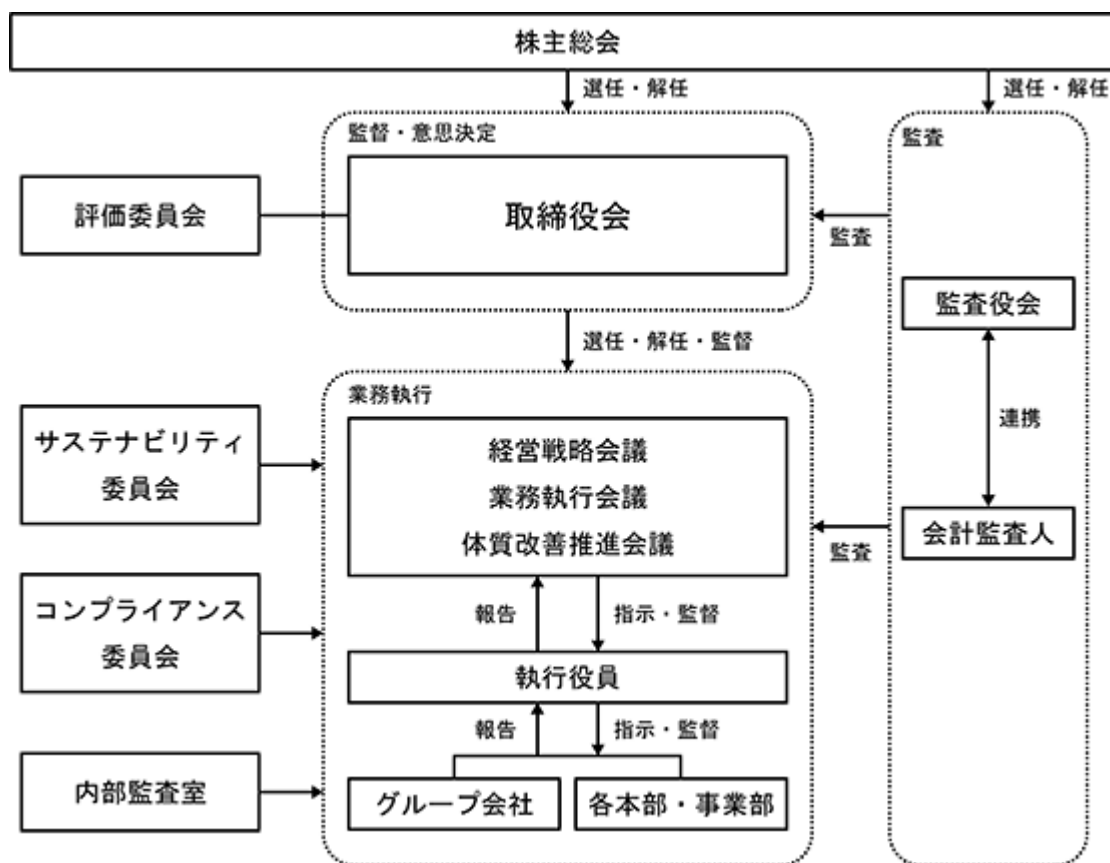 株主総会
選任・解任
選任・解任
監督・意思決定
監査
評価委員会
取締役会
監査
監査役会
選任・解任・監督
業務執行
サステナビリティ
委員会
経営戦略会議
業務執行会議
体質改善推進会議
連携
監査
会計監査人
コンプライアンス
委員会
報告
指示・監督
執行役員
報告
指示・監督
内部監査室
グループ会社
各本部・事業部